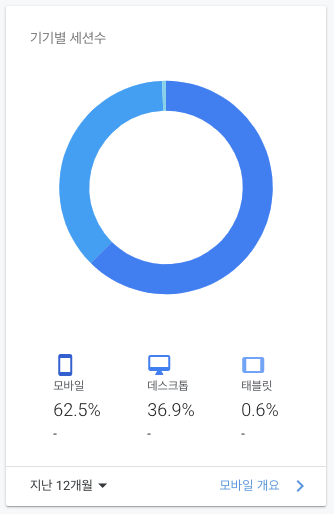 기기별 세션수
모바일 데스크톱 태블릿
62.5% 36.9% 0.6%
- - -
지난 12개월 모바일 개요